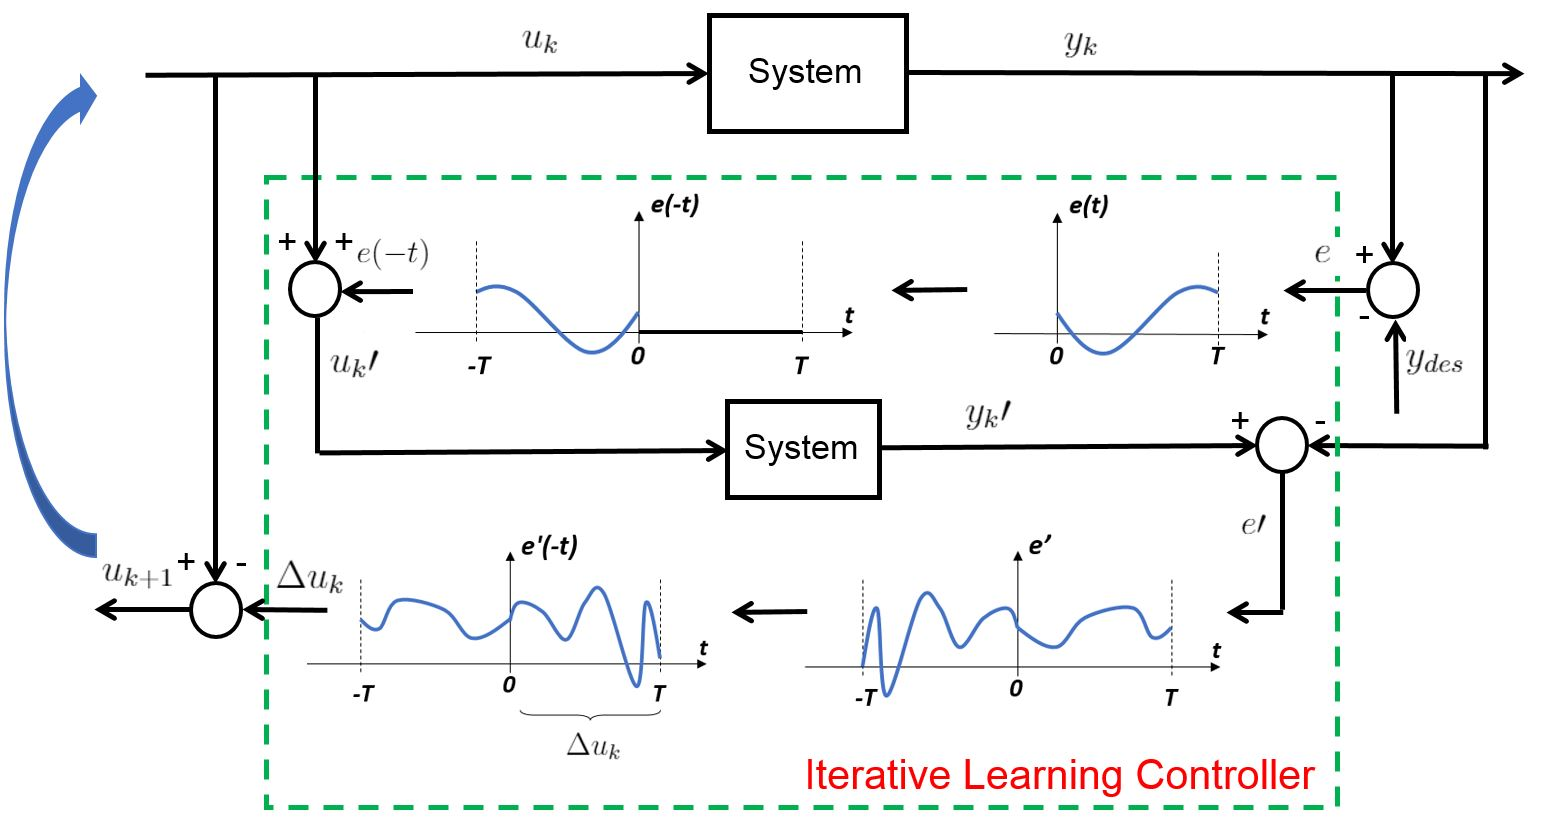 u_k
System
y_k
e(-t)
e(t)
+
+
e(−t)
t
t
e
+
-
-T
0
T
0
T
u_k′
y_des
System
y_k′
+
-
e′
e'(-t)
e’
u_{k+1}
+
-
Δu_k
t
t
-T
0
T
-T
0
T
Δu_k
Iterative Learning Controller